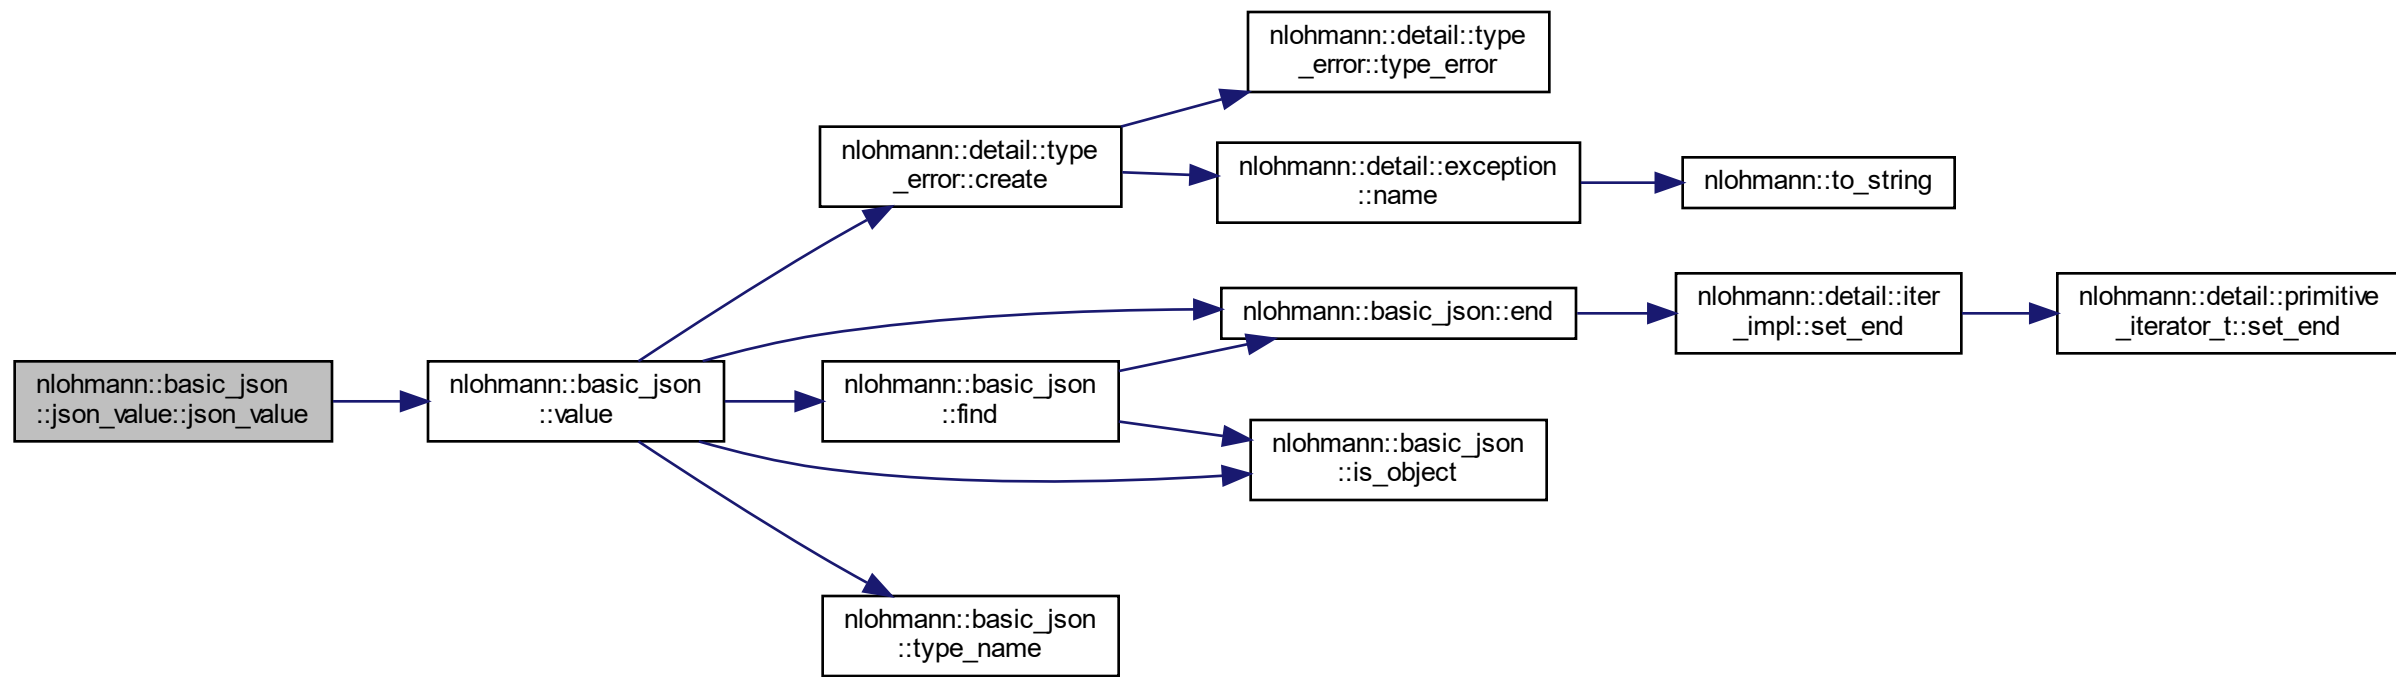 nlohmann::basic_json
::json_value::json_value
nlohmann::basic_json
::value
nlohmann::detail::type
_error::create
nlohmann::detail::type
_error::type_error
nlohmann::detail::exception
::name
nlohmann::to_string
nlohmann::basic_json::end
nlohmann::detail::iter
_impl::set_end
nlohmann::detail::primitive
_iterator_t::set_end
nlohmann::basic_json
::find
nlohmann::basic_json
::is_object
nlohmann::basic_json
::type_name